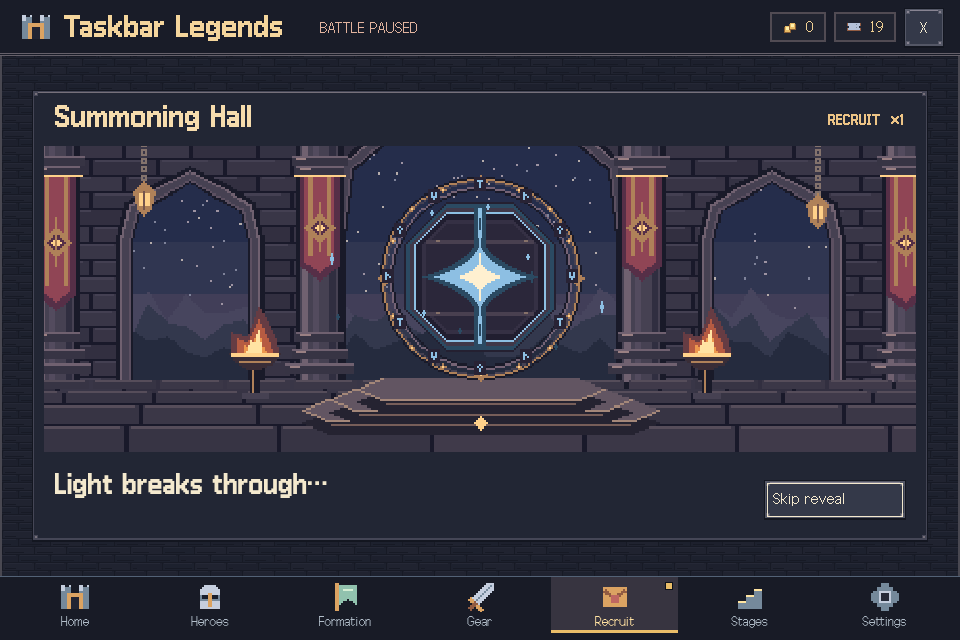 Taskbar Legends
BATTLE PAUSED
0
19
X
Summoning Hall
RECRUIT ×1
Light breaks through···
Skip reveal
Home
Heroes
Formation
Gear
Recruit
Stages
Settings